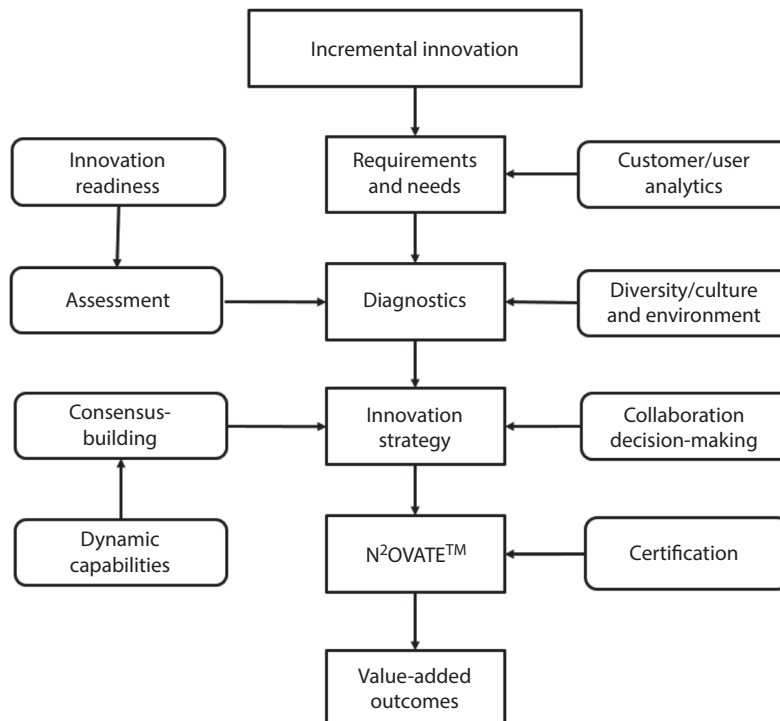 Incremental innovation
Innovation
readiness
Requirements
and needs
Customer/user
analytics
Assessment
Diagnostics
Diversity/culture
and environment
Consensus-
building
Innovation
strategy
Collaboration
decision-making
Dynamic
capabilities
N²OVATE™
Certification
Value-added
outcomes